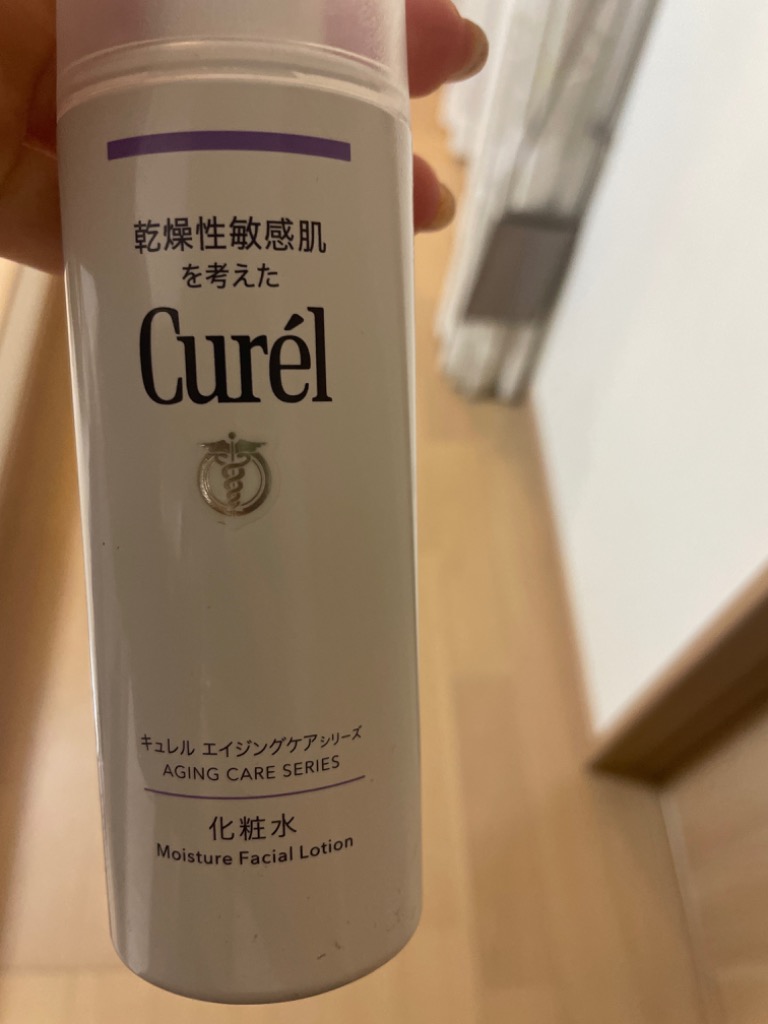 乾燥性敏感肌
を考えた
Curél
キュレル エイジングケアシリーズ
AGING CARE SERIES
化粧水
Moisture Facial Lotion